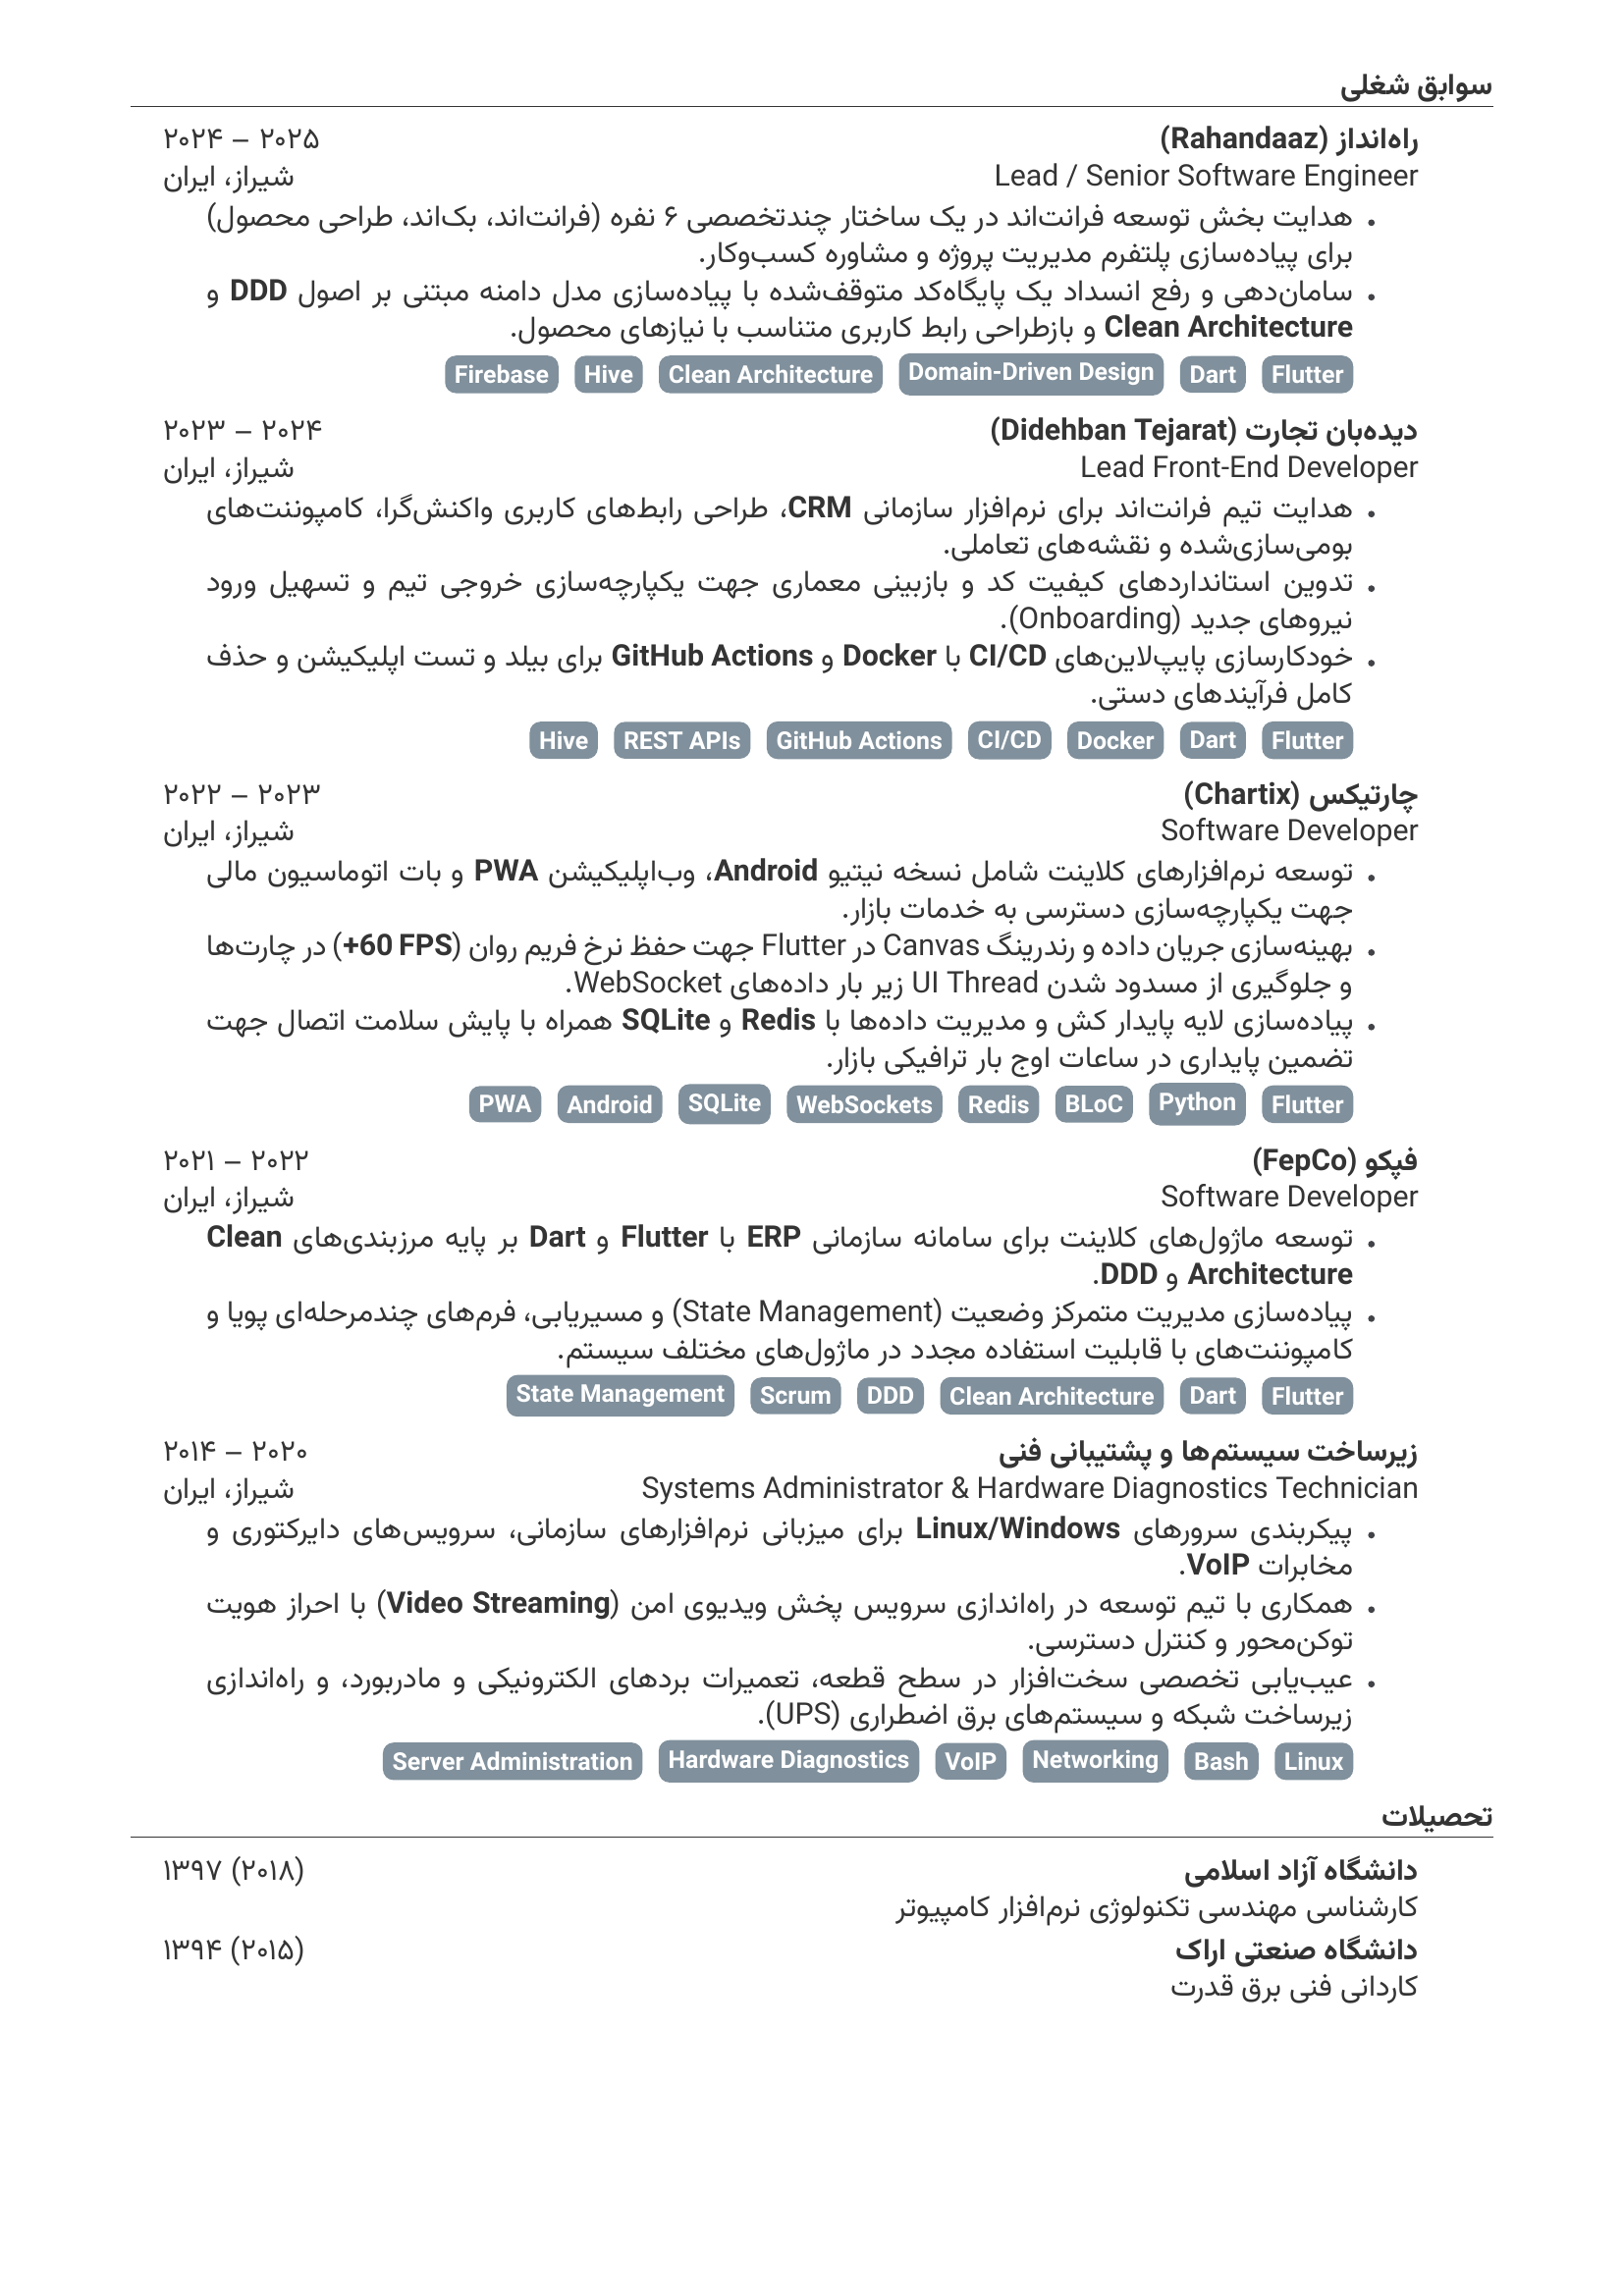 سوابق شغلی
راه‌انداز (Rahandaaz)
۲۰۲۴ – ۲۰۲۵
Lead / Senior Software Engineer
شیراز، ایران
• هدایت بخش توسعه فرانت‌اند در یک ساختار چندتخصصی ۶ نفره (فرانت‌اند، بک‌اند، طراحی محصول)
برای پیاده‌سازی پلتفرم مدیریت پروژه و مشاوره کسب‌وکار.
• سامان‌دهی و رفع انسداد یک پایگاه‌کد متوقف‌شده با پیاده‌سازی مدل دامنه مبتنی بر اصول DDD و
Clean Architecture و بازطراحی رابط کاربری متناسب با نیازهای محصول.
Flutter Dart Domain-Driven Design Clean Architecture Hive Firebase
دیده‌بان تجارت (Didehban Tejarat)
۲۰۲۳ – ۲۰۲۴
Lead Front-End Developer
شیراز، ایران
• هدایت تیم فرانت‌اند برای نرم‌افزار سازمانی CRM، طراحی رابط‌های کاربری واکنش‌گرا، کامپوننت‌های
بومی‌سازی‌شده و نقشه‌های تعاملی.
• تدوین استانداردهای کیفیت کد و بازبینی معماری جهت یکپارچه‌سازی خروجی تیم و تسهیل ورود
نیروهای جدید (Onboarding).
• خودکارسازی پایپ‌لاین‌های CI/CD با Docker و GitHub Actions برای بیلد و تست اپلیکیشن و حذف
کامل فرآیندهای دستی.
Flutter Dart Docker CI/CD GitHub Actions REST APIs Hive
چارتیکس (Chartix)
۲۰۲۲ – ۲۰۲۳
Software Developer
شیراز، ایران
• توسعه نرم‌افزارهای کلاینت شامل نسخه نیتیو Android، وب‌اپلیکیشن PWA و بات اتوماسیون مالی
جهت یکپارچه‌سازی دسترسی به خدمات بازار.
• بهینه‌سازی جریان داده و رندرینگ Canvas در Flutter جهت حفظ نرخ فریم روان (60 FPS+) در چارت‌ها
و جلوگیری از مسدود شدن UI Thread زیر بار داده‌های WebSocket.
• پیاده‌سازی لایه پایدار کش و مدیریت داده‌ها با Redis و SQLite همراه با پایش سلامت اتصال جهت
تضمین پایداری در ساعات اوج بار ترافیکی بازار.
Flutter Python BLoC Redis WebSockets SQLite Android PWA
فپکو (FepCo)
۲۰۲۱ – ۲۰۲۲
Software Developer
شیراز، ایران
• توسعه ماژول‌های کلاینت برای سامانه سازمانی ERP با Flutter و Dart بر پایه مرزبندی‌های Clean
Architecture و DDD.
• پیاده‌سازی مدیریت متمرکز وضعیت (State Management) و مسیریابی، فرم‌های چندمرحله‌ای پویا و
کامپوننت‌های با قابلیت استفاده مجدد در ماژول‌های مختلف سیستم.
Flutter Dart Clean Architecture DDD Scrum State Management
زیرساخت سیستم‌ها و پشتیبانی فنی
۲۰۱۴ – ۲۰۲۰
Systems Administrator & Hardware Diagnostics Technician
شیراز، ایران
• پیکربندی سرورهای Linux/Windows برای میزبانی نرم‌افزارهای سازمانی، سرویس‌های دایرکتوری و
مخابرات VoIP.
• همکاری با تیم توسعه در راه‌اندازی سرویس پخش ویدیوی امن (Video Streaming) با احراز هویت
توکن‌محور و کنترل دسترسی.
• عیب‌یابی تخصصی سخت‌افزار در سطح قطعه، تعمیرات بردهای الکترونیکی و مادربورد، و راه‌اندازی
زیرساخت شبکه و سیستم‌های برق اضطراری (UPS).
Linux Bash Networking VoIP Hardware Diagnostics Server Administration
تحصیلات
دانشگاه آزاد اسلامی
۱۳۹۷ (۲۰۱۸)
کارشناسی مهندسی تکنولوژی نرم‌افزار کامپیوتر
دانشگاه صنعتی اراک
۱۳۹۴ (۲۰۱۵)
کاردانی فنی برق قدرت